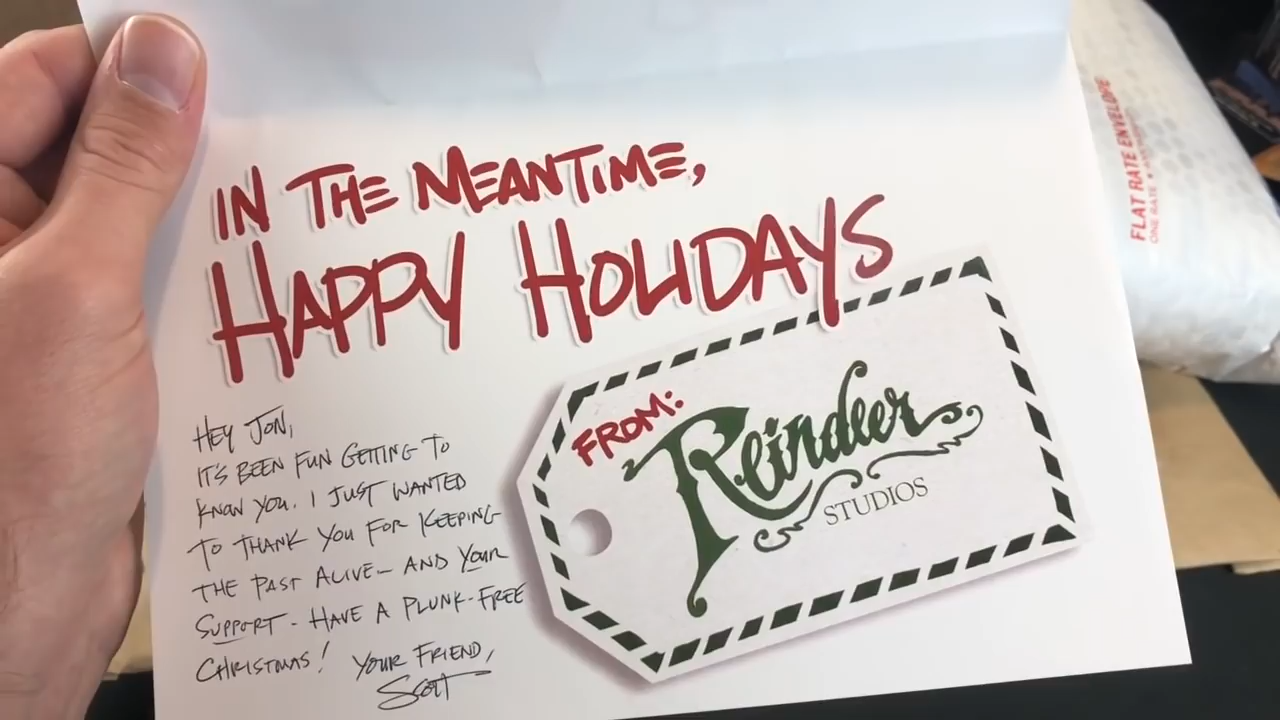 IN THE MEANTIME,
HAPPY HOLIDAYS
FROM:
Reindeer
STUDIOS
HEY JON,
IT'S BEEN FUN GETTING TO
KNOW YOU. I JUST WANTED
TO THANK YOU FOR KEEPING
THE PAST ALIVE — AND YOUR
SUPPORT - HAVE A PLUNK-FREE
CHRISTMAS! YOUR FRIEND,
SCOTT
FLAT RATE ENVELOPE
ONE RATE